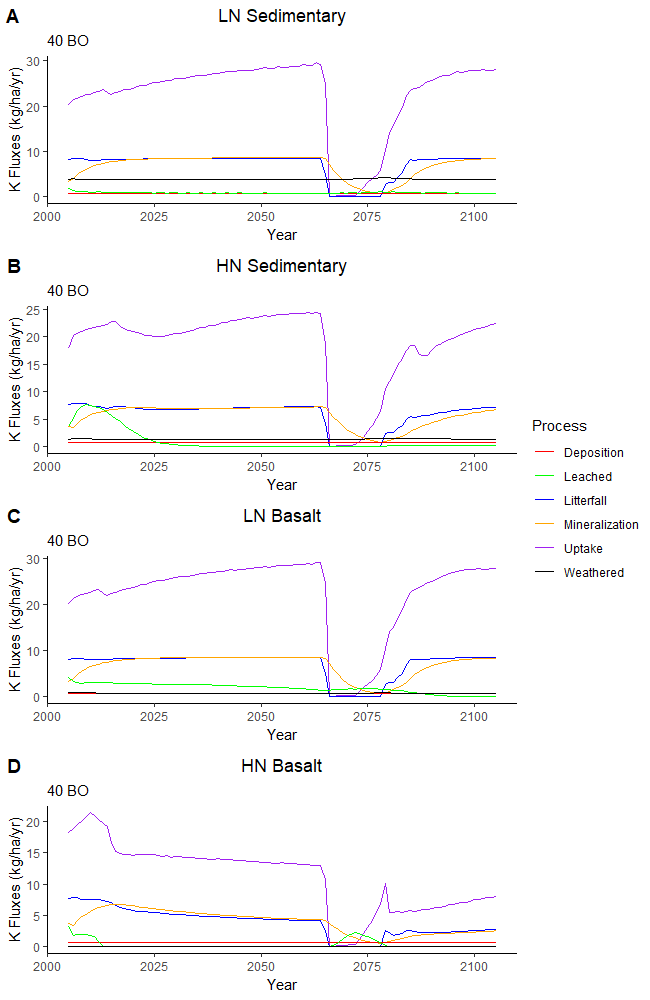 A
LN Sedimentary
40 BO
K Fluxes (kg/ha/yr)
30
20
10
0
2000
2025
2050
2075
2100
Year
B
HN Sedimentary
40 BO
K Fluxes (kg/ha/yr)
25
20
15
10
5
0
2000
2025
2050
2075
2100
Year
Process
Deposition
Leached
Litterfall
Mineralization
Uptake
Weathered
C
LN Basalt
40 BO
K Fluxes (kg/ha/yr)
30
20
10
0
2000
2025
2050
2075
2100
Year
D
HN Basalt
40 BO
K Fluxes (kg/ha/yr)
20
15
10
5
0
2000
2025
2050
2075
2100
Year